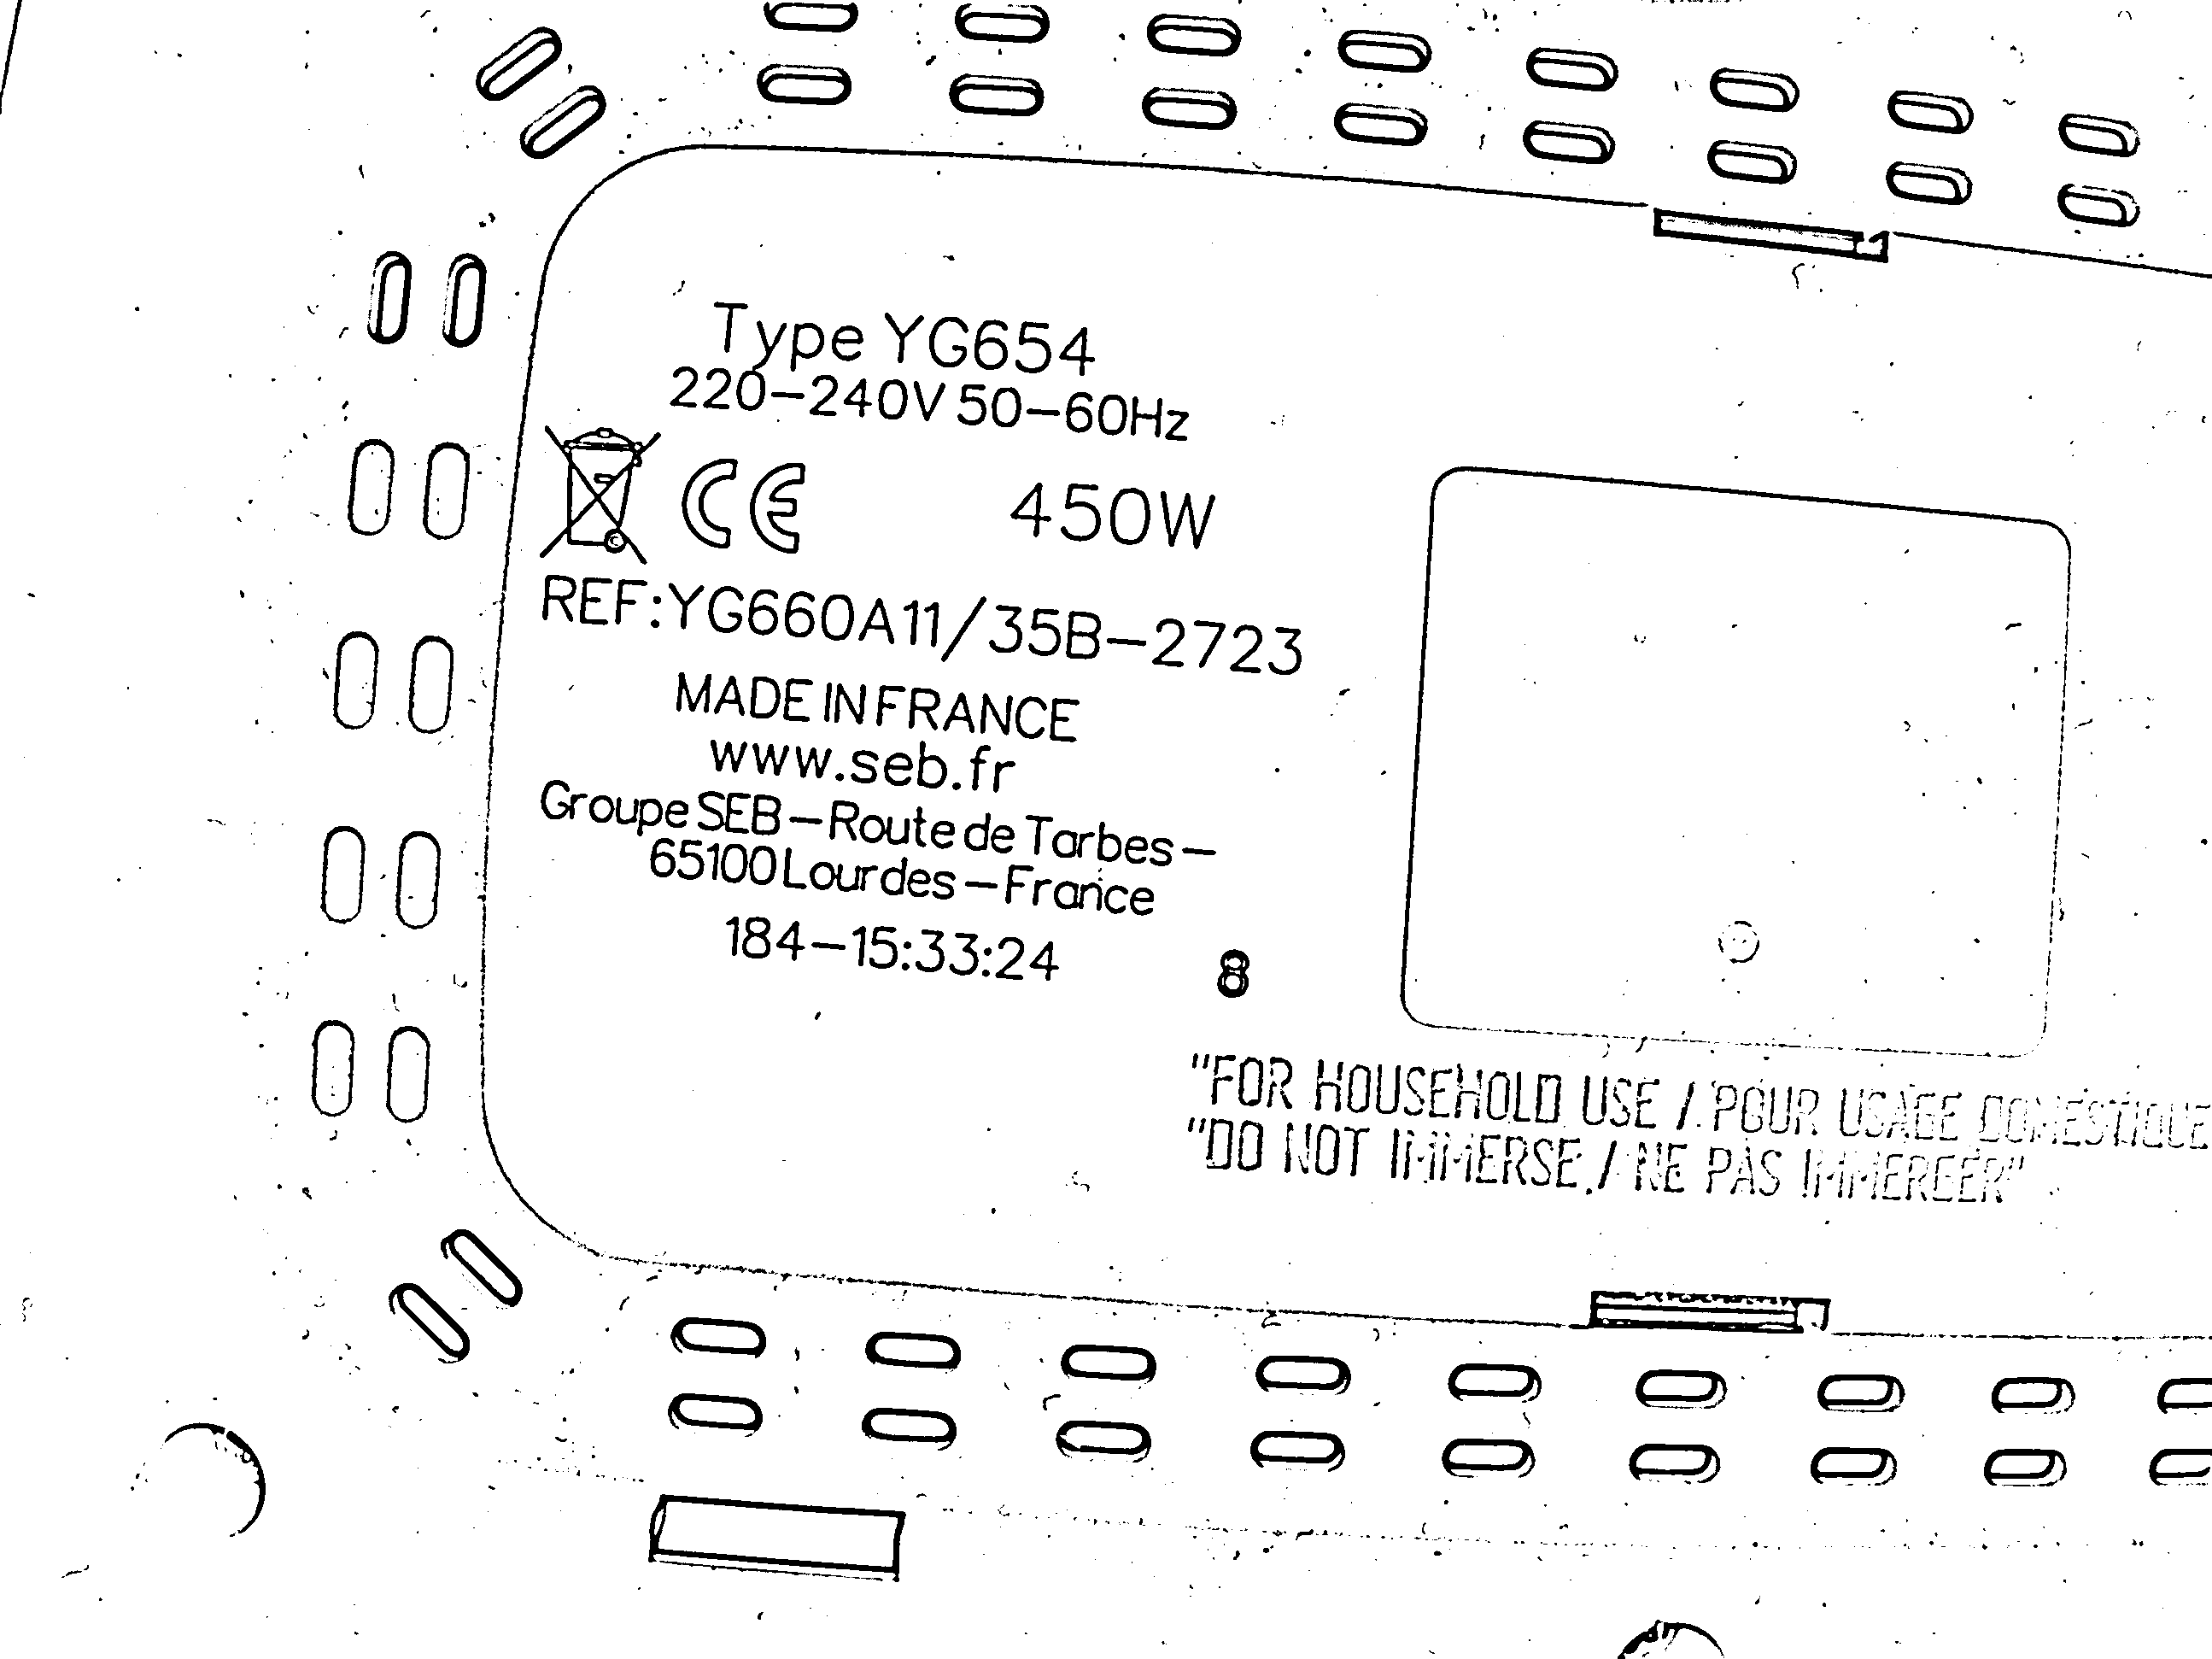 Type YG654
220-240V 50-60Hz
CE 450W
REF:YG660A11/35B-2723
MADE IN FRANCE
www.seb.fr
Groupe SEB - Route de Tarbes -
65100 Lourdes - France
184-15:33:24
8
"FOR HOUSEHOLD USE / POUR USAGE DOMESTIQUE
"DO NOT IMMERSE / NE PAS IMMERGER"